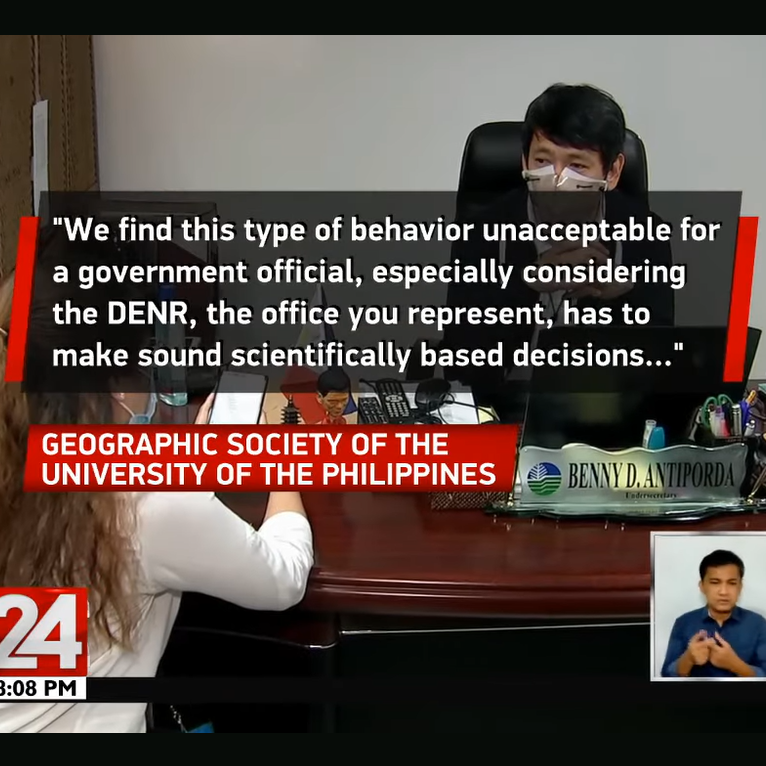 "We find this type of behavior unacceptable for
a government official, especially considering
the DENR, the office you represent, has to
make sound scientifically based decisions..."
GEOGRAPHIC SOCIETY OF THE
UNIVERSITY OF THE PHILIPPINES
BENNY D. ANTIPORDA
Undersecretary
24
8:08 PM